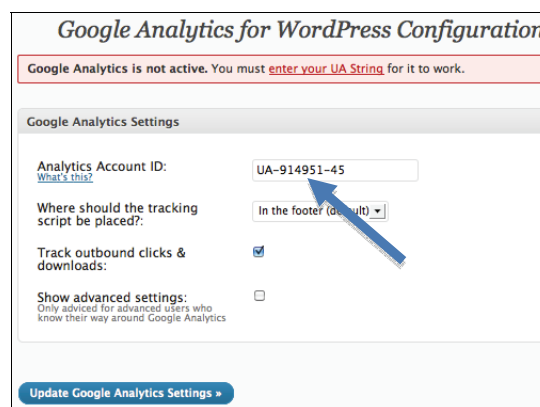 Google Analytics for WordPress Configuration
Google Analytics is not active. You must enter your UA String for it to work.
Google Analytics Settings
Analytics Account ID:
What's this?
UA-914951-45
Where should the tracking
script be placed?:
In the footer (default)
Track outbound clicks &
downloads:
Show advanced settings:
Only adviced for advanced users who
know their way around Google Analytics
Update Google Analytics Settings »